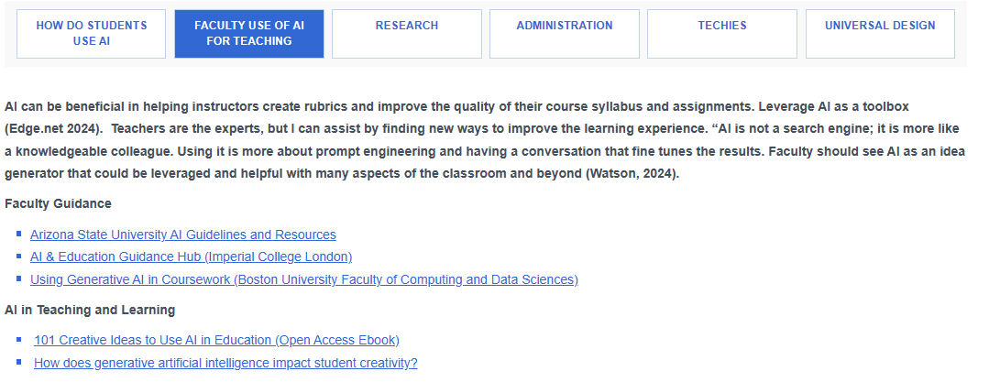 HOW DO STUDENTS
USE AI
FACULTY USE OF AI
FOR TEACHING
RESEARCH
ADMINISTRATION
TECHIES
UNIVERSAL DESIGN
AI can be beneficial in helping instructors create rubrics and improve the quality of their course syllabus and assignments. Leverage AI as a toolbox
(Edge.net 2024).  Teachers are the experts, but I can assist by finding new ways to improve the learning experience. “AI is not a search engine; it is more like
a knowledgeable colleague. Using it is more about prompt engineering and having a conversation that fine tunes the results. Faculty should see AI as an idea
generator that could be leveraged and helpful with many aspects of the classroom and beyond (Watson, 2024).
Faculty Guidance
Arizona State University AI Guidelines and Resources
AI & Education Guidance Hub (Imperial College London)
Using Generative AI in Coursework (Boston University Faculty of Computing and Data Sciences)
AI in Teaching and Learning
101 Creative Ideas to Use AI in Education (Open Access Ebook)
How does generative artificial intelligence impact student creativity?